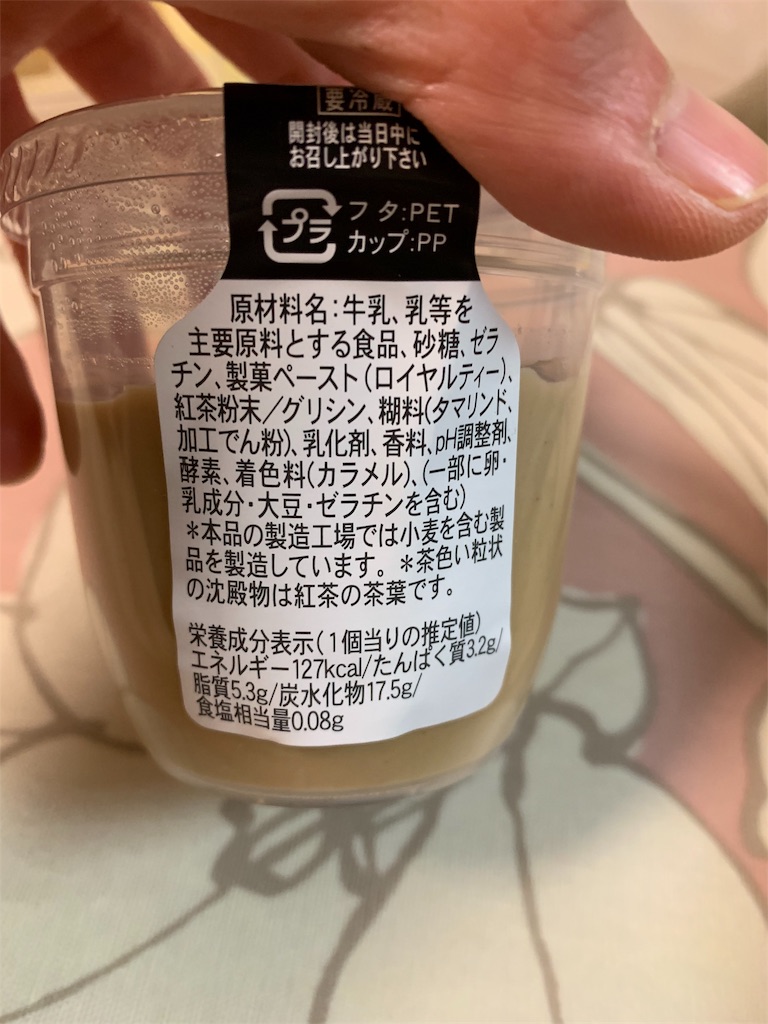 要冷蔵
開封後は当日中に
お召し上がり下さい
プラ
フタ:PET
カップ:PP
原材料名:牛乳、乳等を
主要原料とする食品、砂糖、ゼラ
チン、製菓ペースト(ロイヤルティー)、
紅茶粉末/グリシン、糊料(タマリンド、
加工でん粉)、乳化剤、香料、pH調整剤、
酵素、着色料(カラメル)、(一部に卵・
乳成分・大豆・ゼラチンを含む)
*本品の製造工場では小麦を含む製
品を製造しています。*茶色い粒状
の沈殿物は紅茶の茶葉です。
栄養成分表示(1個当りの推定値)
エネルギー127kcal/たんぱく質3.2g/
脂質5.3g/炭水化物17.5g/
食塩相当量0.08g